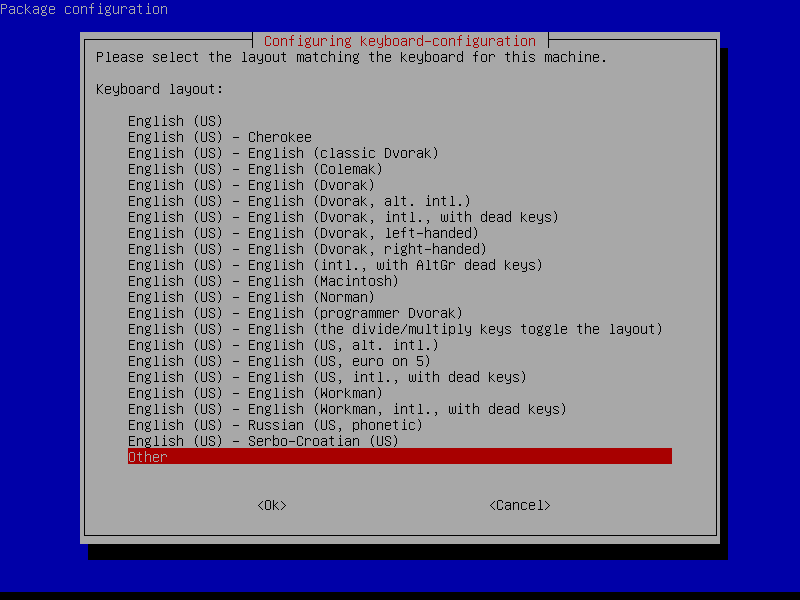 Package configuration
Configuring keyboard-configuration
Please select the layout matching the keyboard for this machine.
Keyboard layout:
English (US)
English (US) - Cherokee
English (US) - English (classic Dvorak)
English (US) - English (Colemak)
English (US) - English (Dvorak)
English (US) - English (Dvorak, alt. intl.)
English (US) - English (Dvorak, intl., with dead keys)
English (US) - English (Dvorak, left-handed)
English (US) - English (Dvorak, right-handed)
English (US) - English (intl., with AltGr dead keys)
English (US) - English (Macintosh)
English (US) - English (Norman)
English (US) - English (programmer Dvorak)
English (US) - English (the divide/multiply keys toggle the layout)
English (US) - English (US, alt. intl.)
English (US) - English (US, euro on 5)
English (US) - English (US, intl., with dead keys)
English (US) - English (Workman)
English (US) - English (Workman, intl., with dead keys)
English (US) - Russian (US, phonetic)
English (US) - Serbo-Croatian (US)
Other
<Ok> <Cancel>